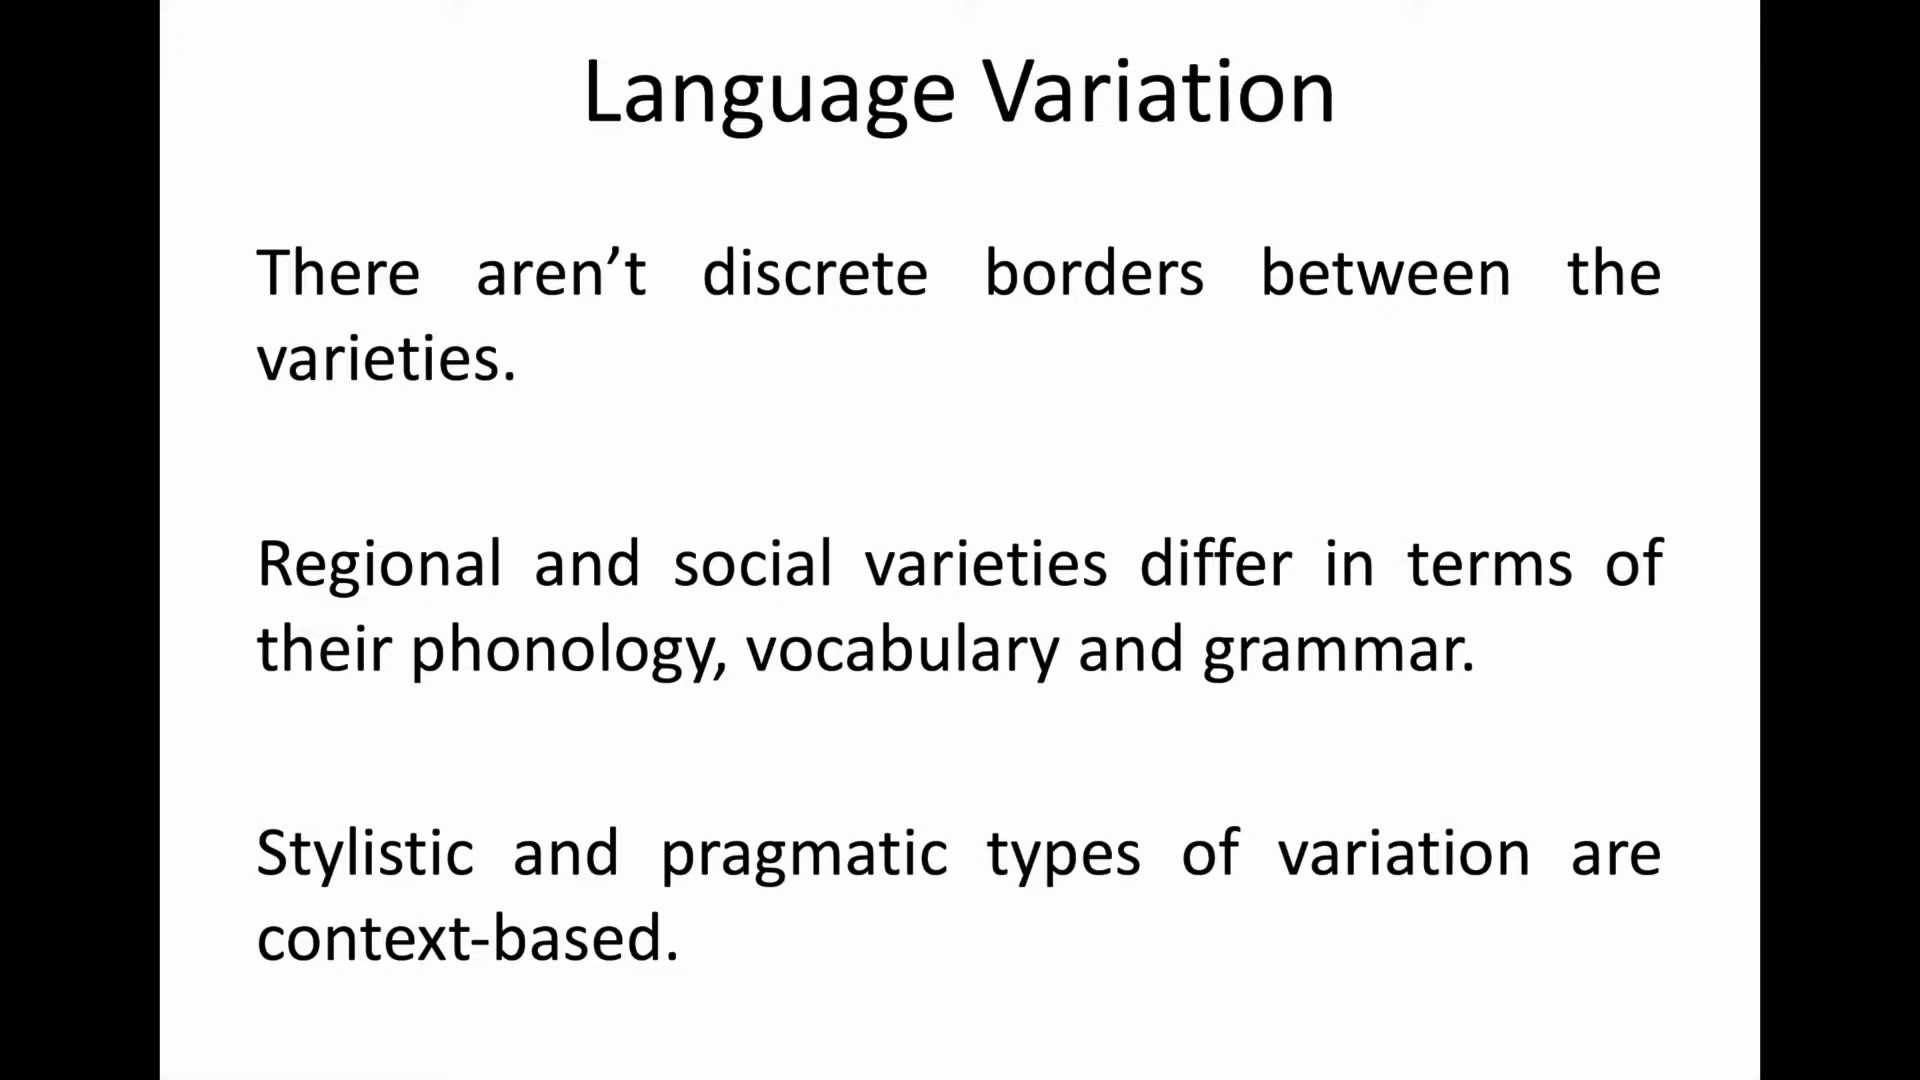 Language Variation
There aren’t discrete borders between the
varieties.
Regional and social varieties differ in terms of
their phonology, vocabulary and grammar.
Stylistic and pragmatic types of variation are
context-based.